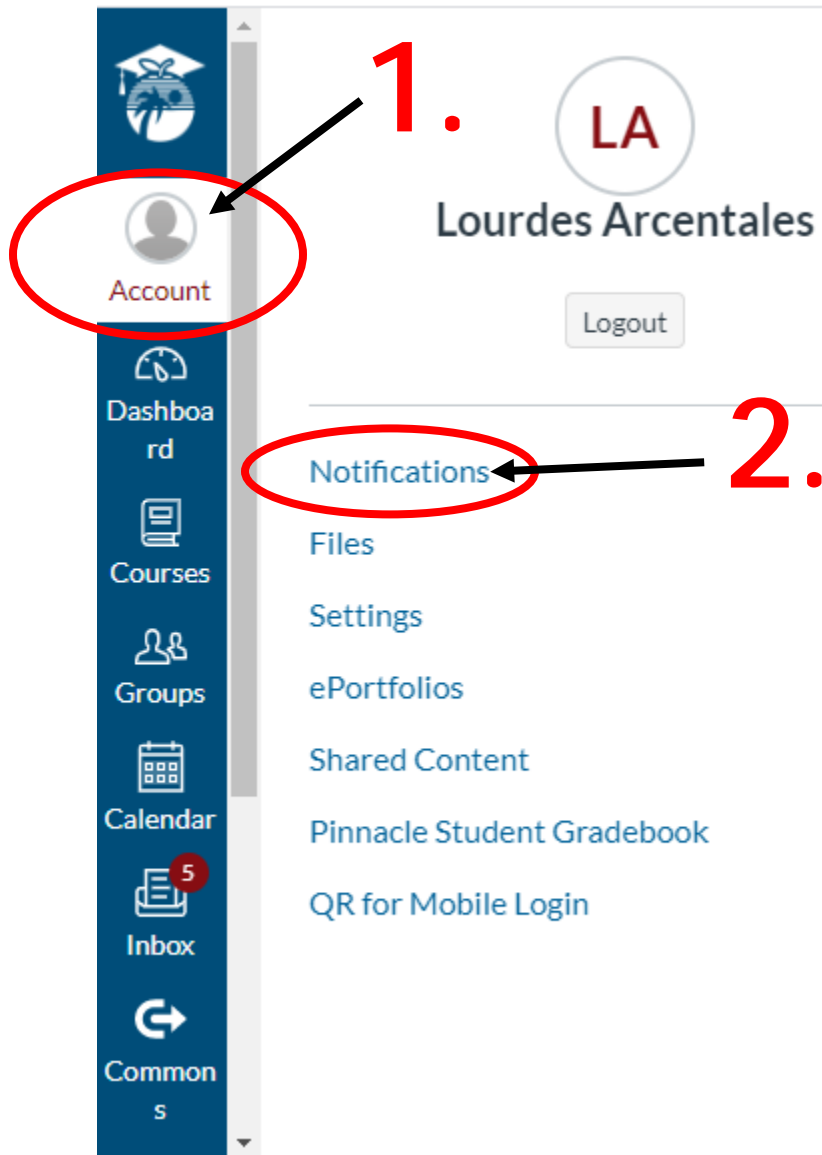 1.
LA
Lourdes Arcentales
Logout
Account
Dashboa
rd
Courses
Groups
Calendar
5
Inbox
Common
s
2.
Notifications
Files
Settings
ePortfolios
Shared Content
Pinnacle Student Gradebook
QR for Mobile Login